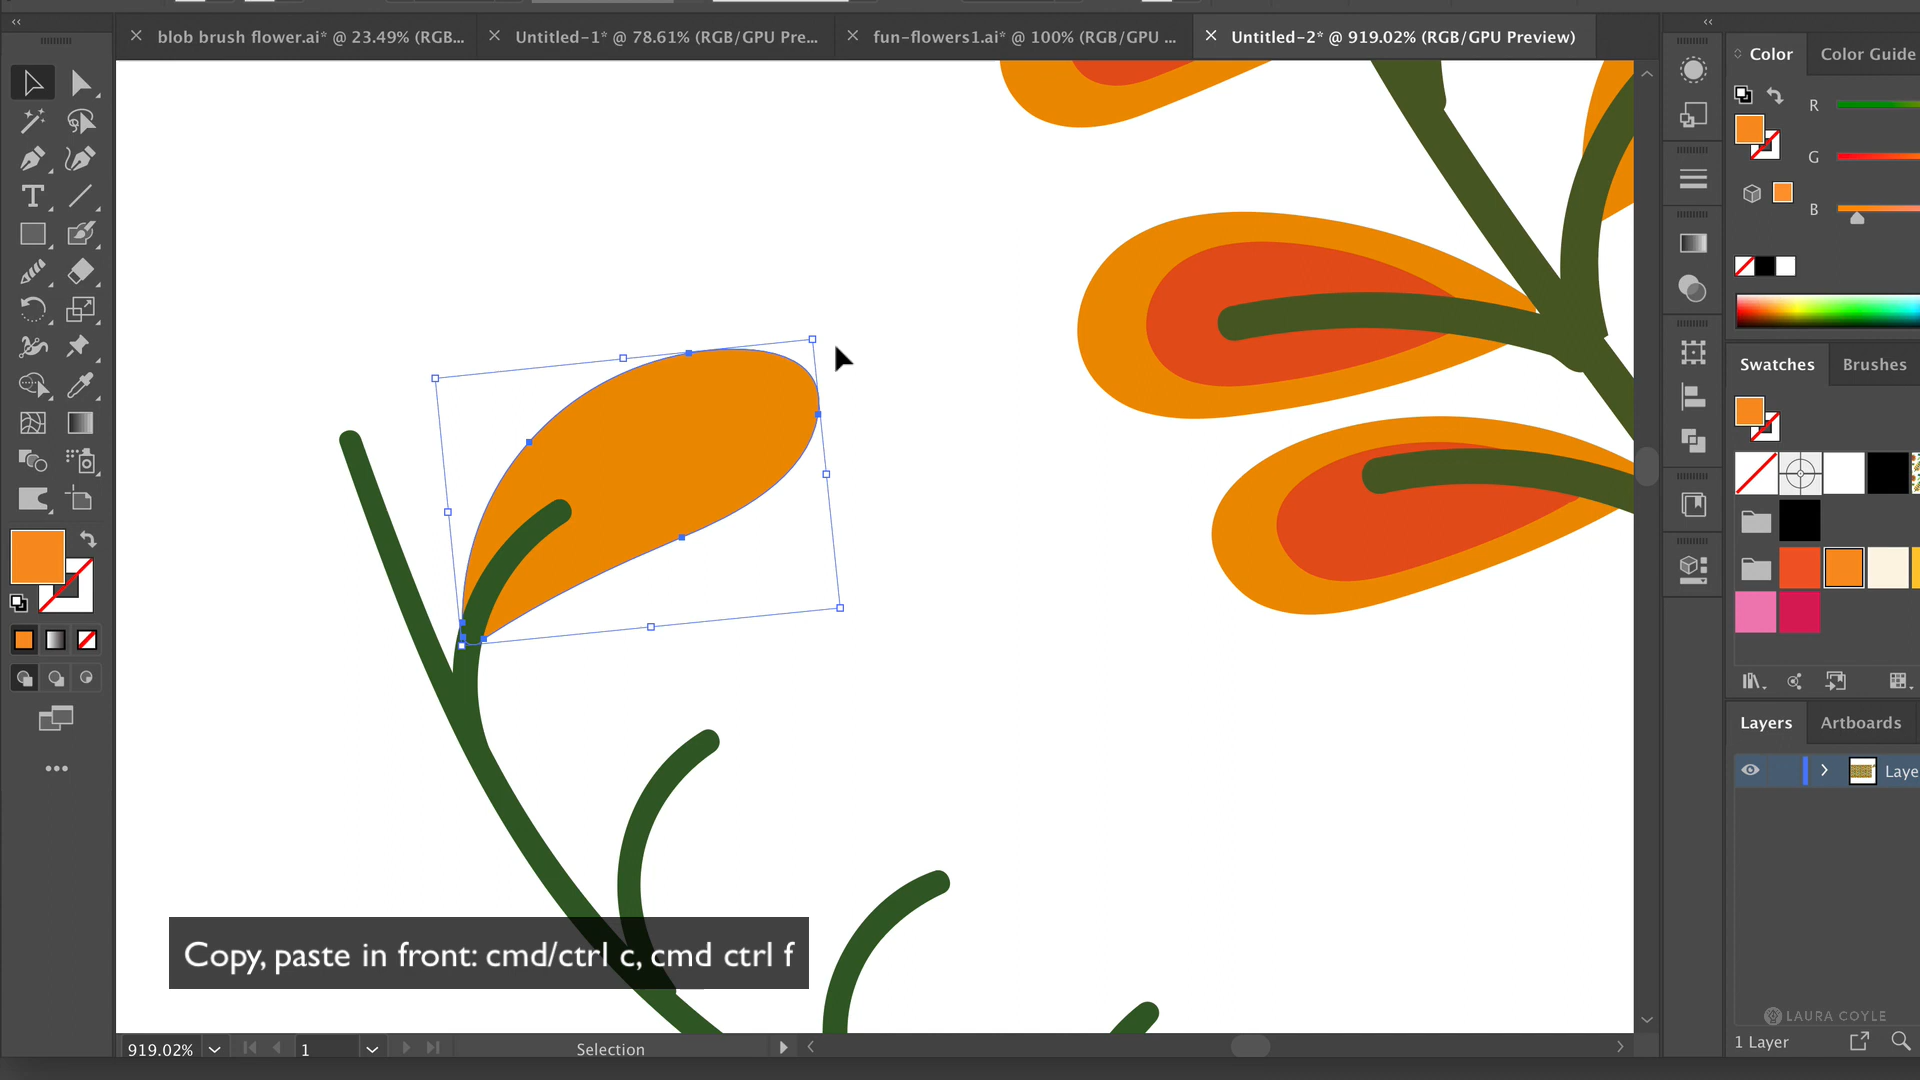 blob brush flower.ai* @ 23.49% (RGB...
Untitled-1* @ 78.61% (RGB/GPU Pre...
fun-flowers1.ai* @ 100% (RGB/GPU ...
Untitled-2* @ 919.02% (RGB/GPU Preview)
Color
Color Guide
R
G
B
Swatches
Brushes
Layers
Artboards
Laye
Copy, paste in front: cmd/ctrl c, cmd ctrl f
LAURA COYLE
1 Layer
919.02%
1
Selection